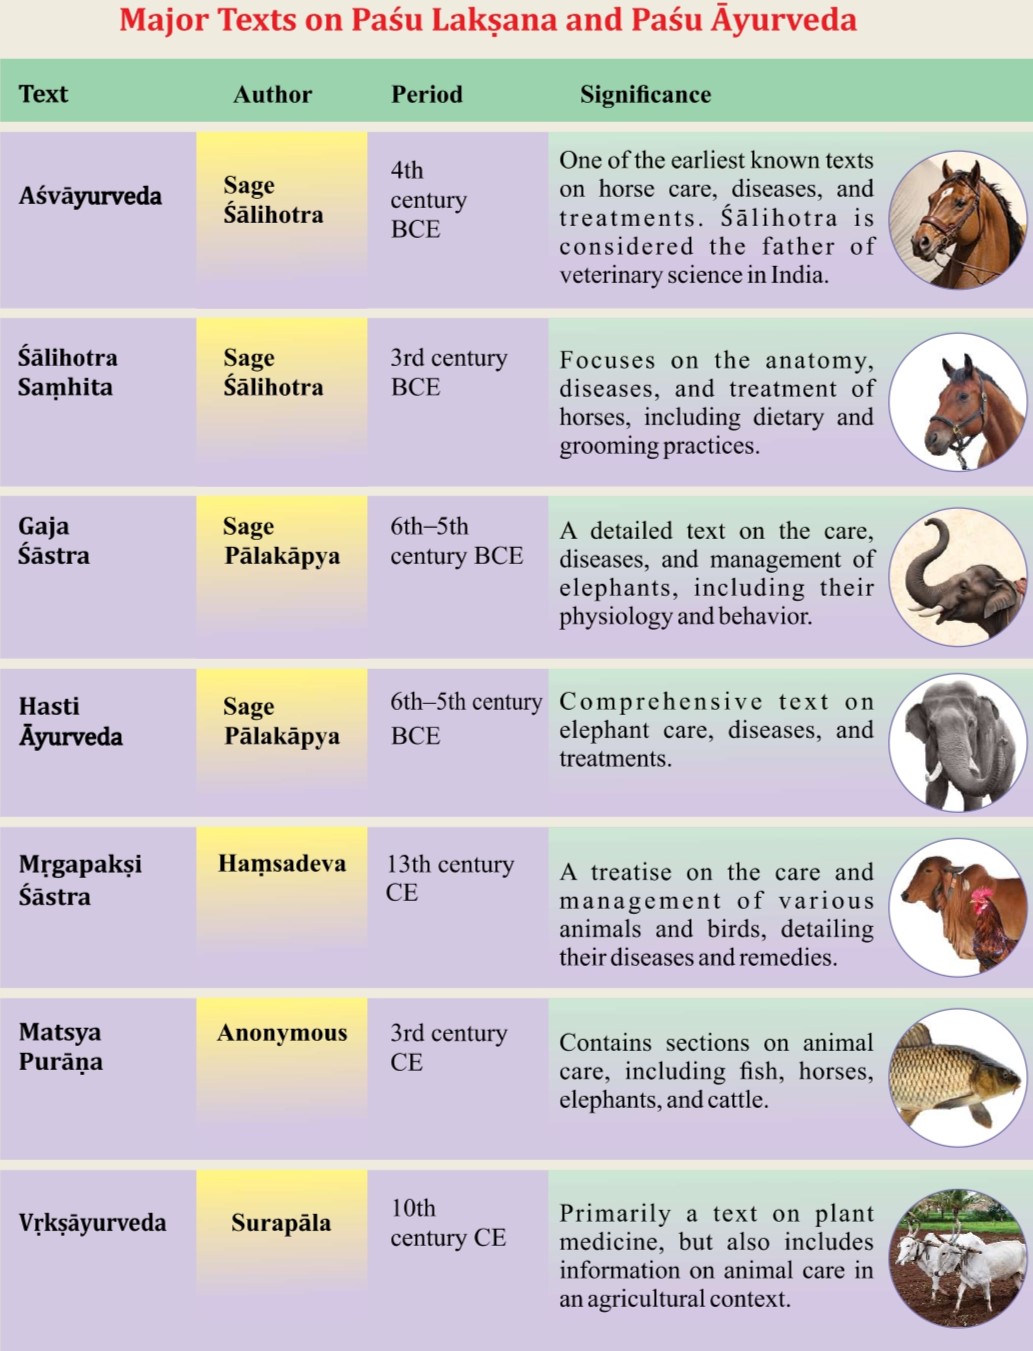 Major Texts on Paśu Lakṣana and Paśu Āyurveda
Text Author Period Significance
Aśvāyurveda
Sage
Śālihotra
4th
century
BCE
One of the earliest known texts
on horse care, diseases, and
treatments. Śālihotra is
considered the father of
veterinary science in India.
Śālihotra
Saṃhita
Sage
Śālihotra
3rd century
BCE
Focuses on the anatomy,
diseases, and treatment of
horses, including dietary and
grooming practices.
Gaja
Śāstra
Sage
Pālakāpya
6th–5th
century BCE
A detailed text on the care,
diseases, and management of
elephants, including their
physiology and behavior.
Hasti
Āyurveda
Sage
Pālakāpya
6th–5th century
BCE
Comprehensive text on
elephant care, diseases, and
treatments.
Mṛgapakṣi
Śāstra
Haṃsadeva
13th century
CE
A treatise on the care and
management of various
animals and birds, detailing
their diseases and remedies.
Matsya
Purāṇa
Anonymous
3rd century
CE
Contains sections on animal
care, including fish, horses,
elephants, and cattle.
Vṛkṣāyurveda
Surapāla
10th
century CE
Primarily a text on plant
medicine, but also includes
information on animal care in
an agricultural context.